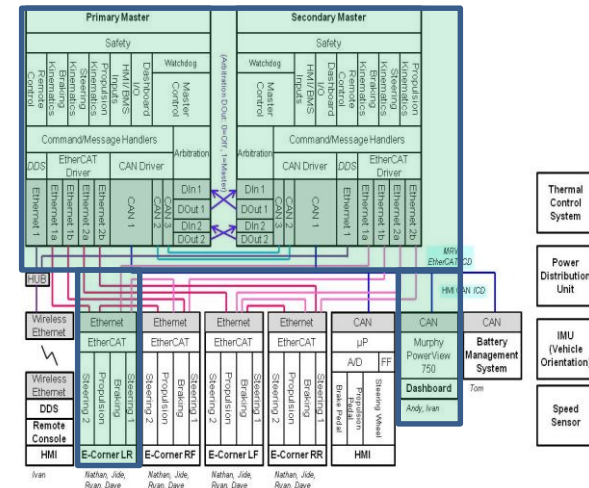 Primary Master
Safety
Remote Control
Braking Kinematics
Steering Kinematics
Propulsion Kinematics
HMI/BMS Inputs
Dashboard I/O
Watchdog
Master Control
Command/Message Handlers
Arbitration
DDS
EtherCAT Driver
CAN Driver
Ethernet 1
Ethernet 1a
Ethernet 1b
Ethernet 2a
Ethernet 2b
CAN 1
CAN 2
CAN 3
DIn 1
DOut 1
DIn 2
DOut 2
(Arbitration DOut: 0=Off, 1=Master)
Secondary Master
Safety
Watchdog
Master Control
HMI/BMS Inputs
Dashboard I/O
Remote Control
Braking Kinematics
Steering Kinematics
Propulsion Kinematics
Command/Message Handlers
Arbitration
CAN Driver
DDS
EtherCAT Driver
DIn 1
DOut 1
DIn 2
DOut 2
CAN 3
CAN 2
CAN 1
Ethernet 1
Ethernet 1a
Ethernet 1b
Ethernet 2a
Ethernet 2b
MRV
EtherCAT ICD
HMI CAN ICD
HUB
Wireless
Ethernet
Wireless
Ethernet
DDS
Remote
Console
HMI
Ivan
Ethernet
EtherCAT
Steering 2
Propulsion
Braking
Steering 1
E-Corner LR
Nathan, Jide,
Ryan, Dave
Ethernet
EtherCAT
Steering 2
Propulsion
Braking
Steering 1
E-Corner RF
Nathan, Jide,
Ryan, Dave
Ethernet
EtherCAT
Steering 2
Propulsion
Braking
Steering 1
E-Corner LF
Nathan, Jide,
Ryan, Dave
Ethernet
EtherCAT
Steering 2
Propulsion
Braking
Steering 1
E-Corner RR
Nathan, Jide,
Ryan, Dave
CAN
µP
A/D
FF
Brake Pedal
Propulsion Pedal
Steering Wheel
HMI
CAN
Murphy
PowerView
750
Dashboard
Andy, Ivan
CAN
Battery
Management
System
Tom
Thermal
Control
System
Power
Distribution
Unit
IMU
(Vehicle
Orientation)
Speed
Sensor